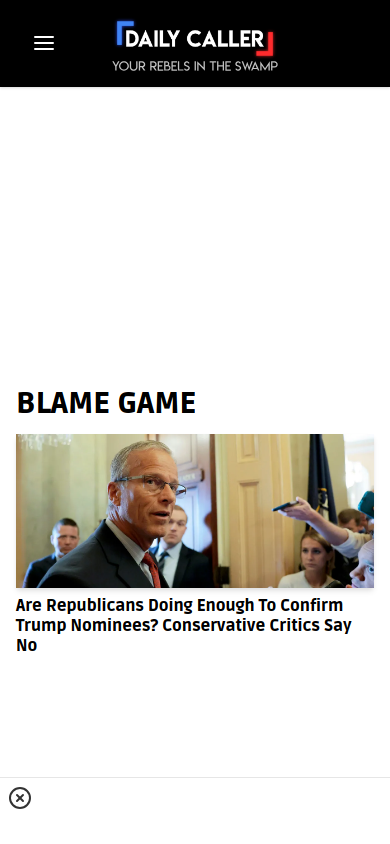 DAILY CALLER
YOUR REBELS IN THE SWAMP
BLAME GAME
Are Republicans Doing Enough To Confirm
Trump Nominees? Conservative Critics Say
No